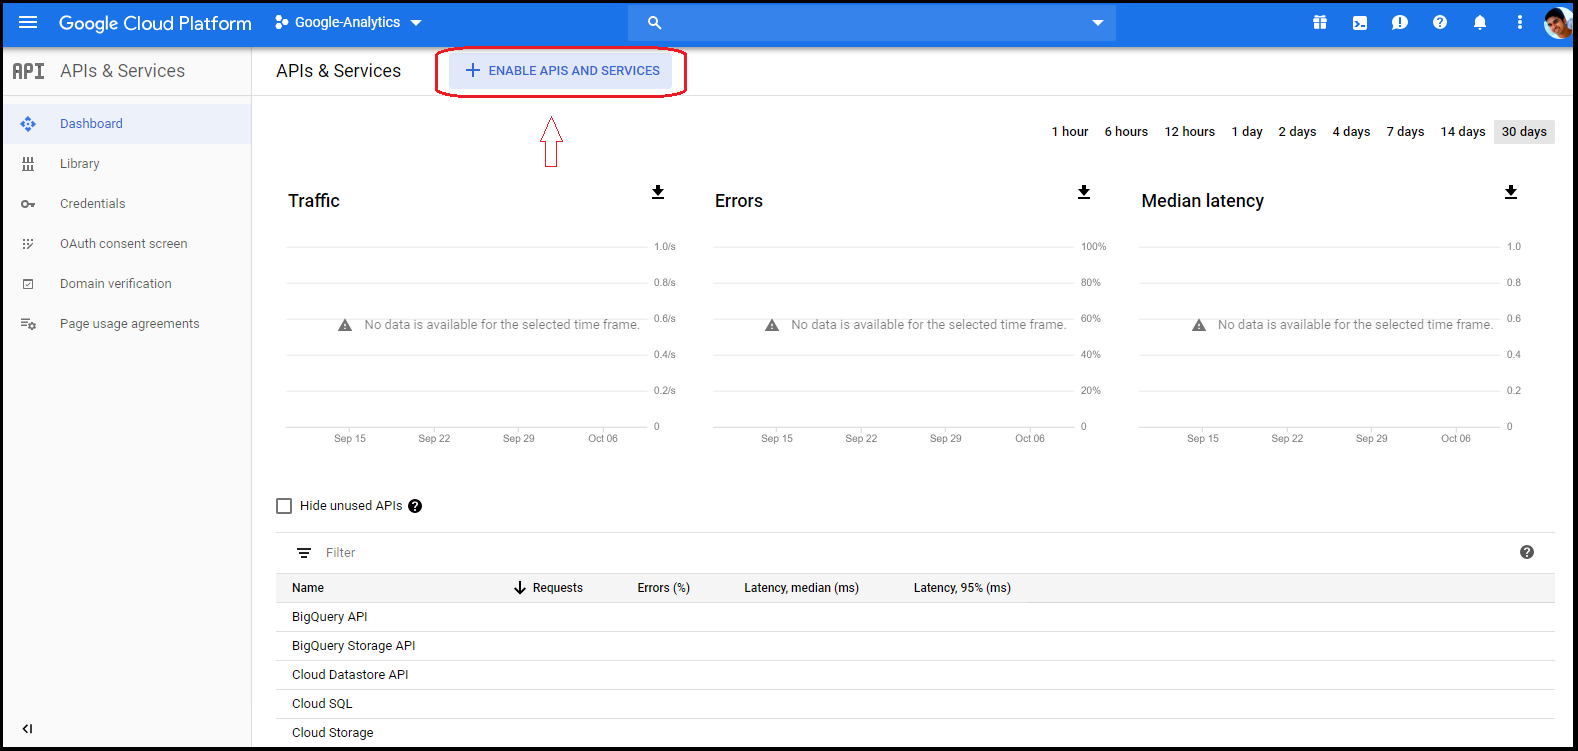 Google Cloud Platform
Google-Analytics
API
APIs & Services
APIs & Services
ENABLE APIS AND SERVICES
Dashboard
Library
Credentials
OAuth consent screen
Domain verification
Page usage agreements
1 hour 6 hours 12 hours 1 day 2 days 4 days 7 days 14 days 30 days
Traffic
1.0/s
0.8/s
0.6/s
0.4/s
0.2/s
0
No data is available for the selected time frame.
Sep 15 Sep 22 Sep 29 Oct 06
Errors
100%
80%
60%
40%
20%
0
No data is available for the selected time frame.
Sep 15 Sep 22 Sep 29 Oct 06
Median latency
1.0
0.8
0.6
0.4
0.2
0
No data is available for the selected time frame.
Sep 15 Sep 22 Sep 29 Oct 06
Hide unused APIs
Filter
Name Requests Errors (%) Latency, median (ms) Latency, 95% (ms)
BigQuery API
BigQuery Storage API
Cloud Datastore API
Cloud SQL
Cloud Storage